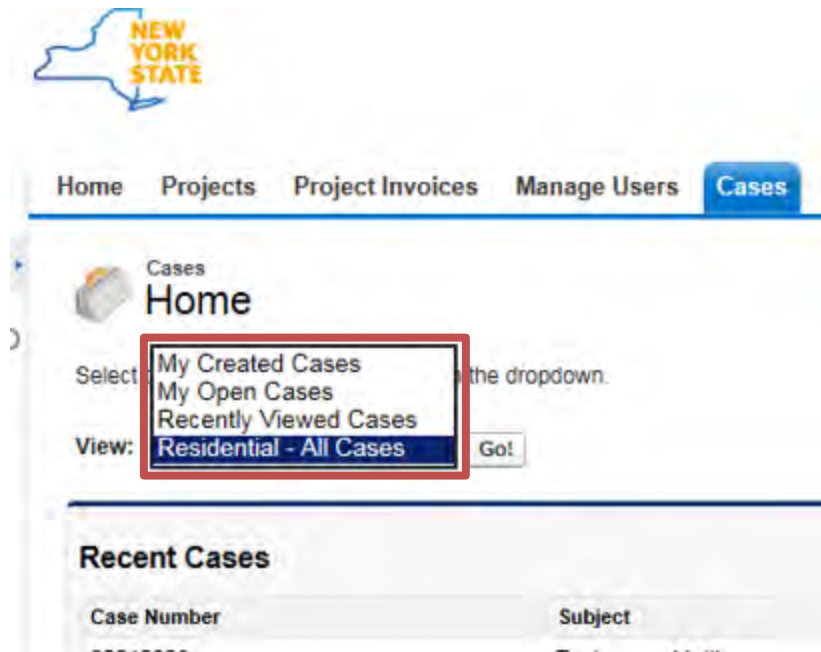 NEW
YORK
STATE
Home Projects Project Invoices Manage Users Cases
Cases
Home
My Created Cases
Select the dropdown.
My Open Cases
Recently Viewed Cases
View: Residential - All Cases Go!
Recent Cases
Case Number Subject